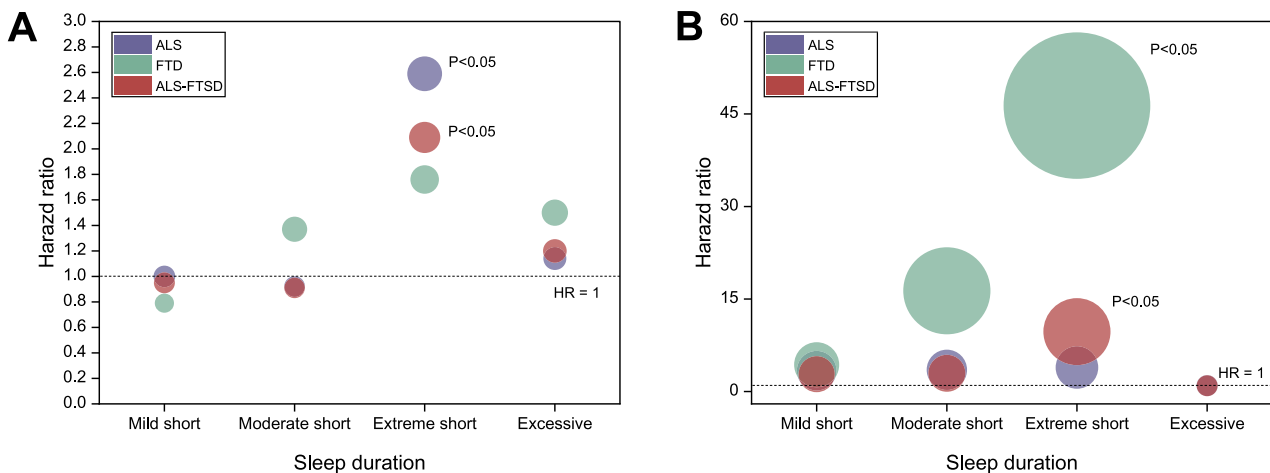 A
3.0
2.8
2.6
2.4
2.2
2.0
1.8
1.6
1.4
1.2
1.0
0.8
0.6
0.4
0.2
0.0
Harazd ratio
ALS
FTD
ALS-FTSD
P<0.05
P<0.05
HR = 1
Mild short
Moderate short
Extreme short
Excessive
Sleep duration
B
60
45
30
15
0
Harazd ratio
ALS
FTD
ALS-FTSD
P<0.05
P<0.05
HR = 1
Mild short
Moderate short
Extreme short
Excessive
Sleep duration